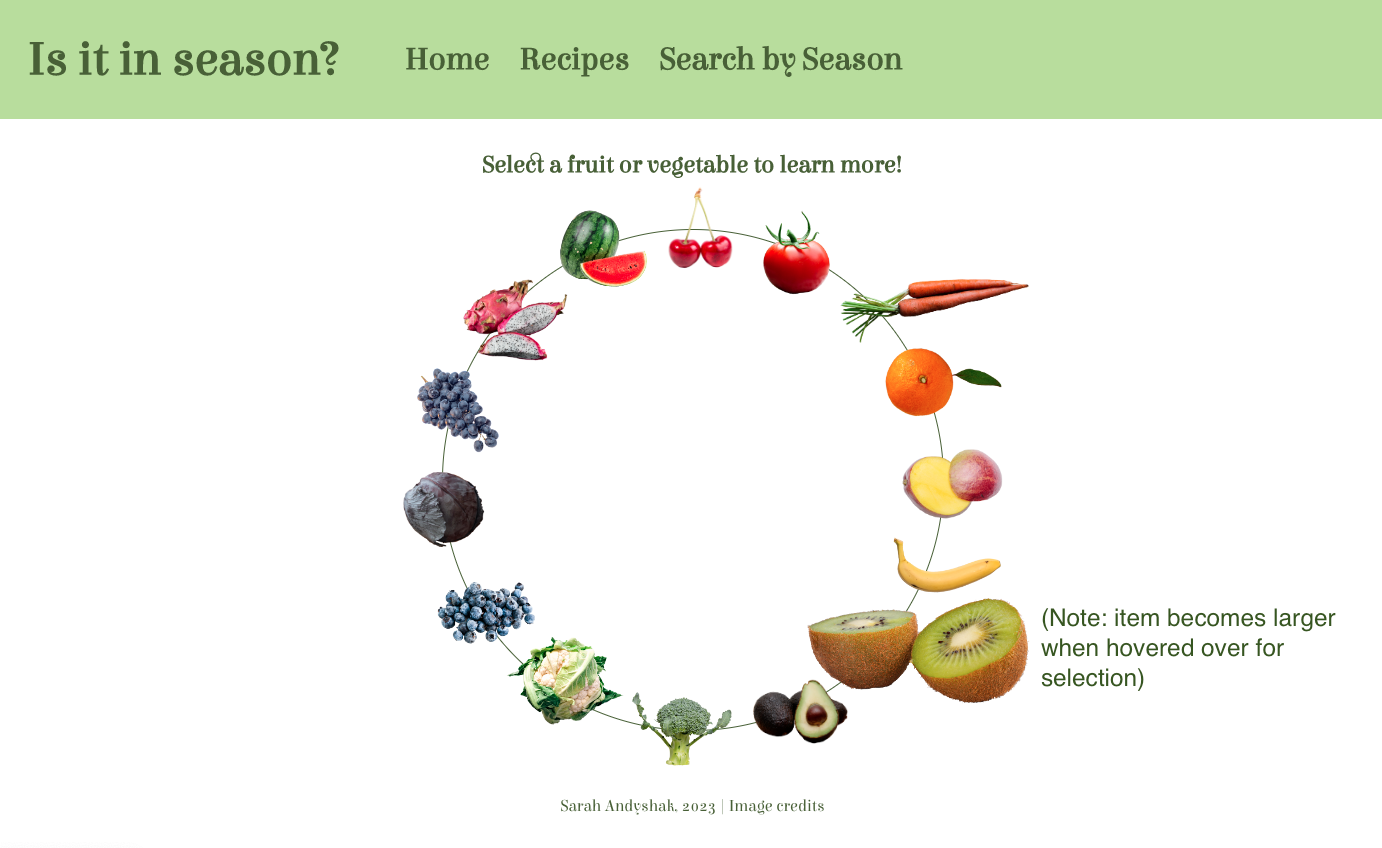 Is it in season?
Home Recipes Search by Season
Select a fruit or vegetable to learn more!
(Note: item becomes larger
when hovered over for
selection)
Sarah Andyshak, 2023 | Image credits